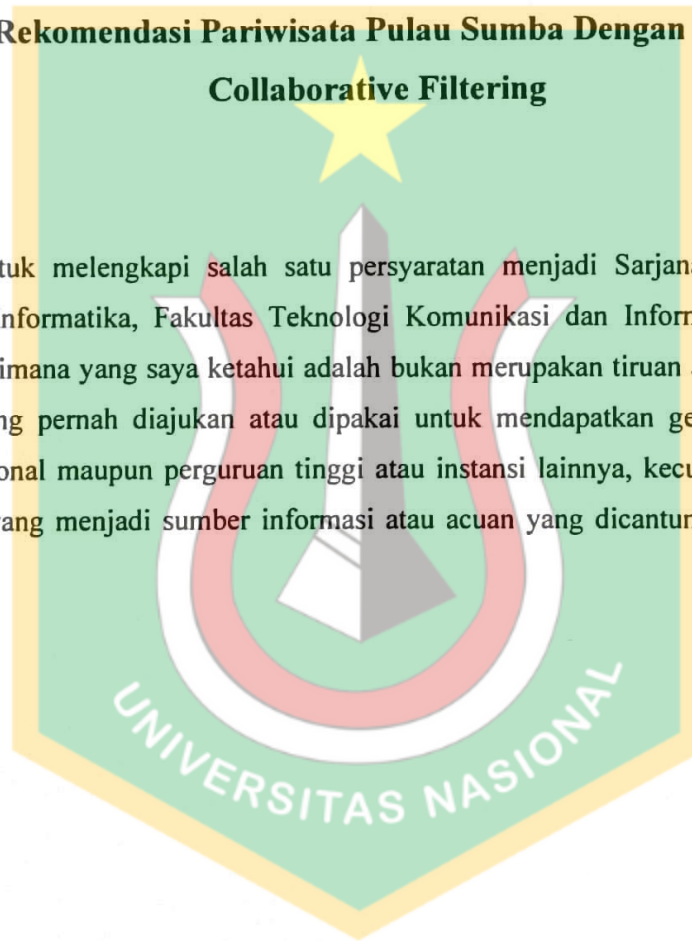 Rekomendasi Pariwisata Pulau Sumba Dengan
Collaborative Filtering
tuk melengkapi salah satu persyaratan menjadi Sarjana
nformatika, Fakultas Teknologi Komunikasi dan Inform
imana yang saya ketahui adalah bukan merupakan tiruan
ng pernah diajukan atau dipakai untuk mendapatkan ge
onal maupun perguruan tinggi atau instansi lainnya, kecu
yang menjadi sumber informasi atau acuan yang dicantun
UNIVERSITAS NASIONAL